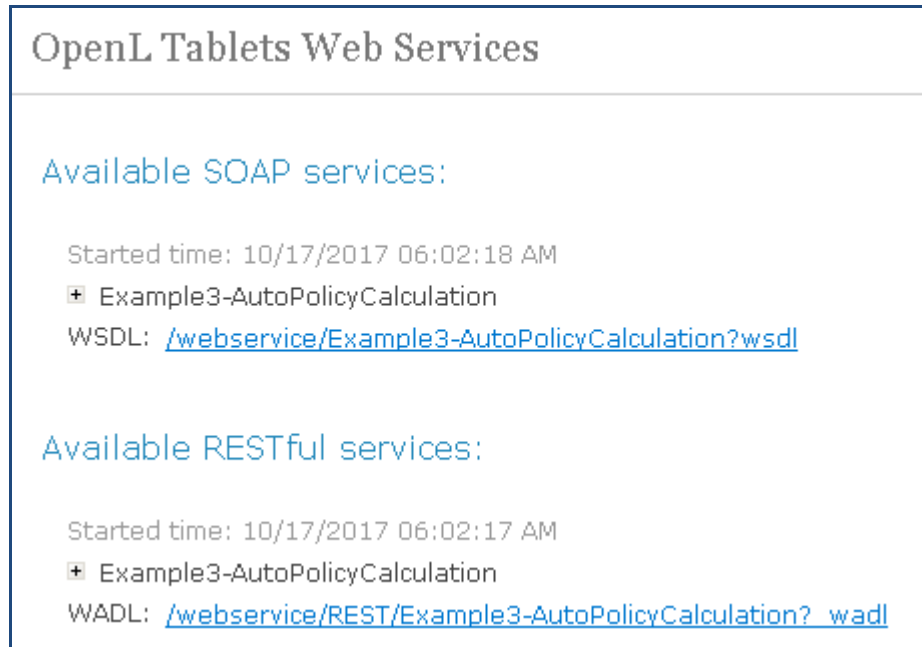 OpenL Tablets Web Services
Available SOAP services:
Started time: 10/17/2017 06:02:18 AM
+ Example3-AutoPolicyCalculation
WSDL: /webservice/Example3-AutoPolicyCalculation?wsdl
Available RESTful services:
Started time: 10/17/2017 06:02:17 AM
+ Example3-AutoPolicyCalculation
WADL: /webservice/REST/Example3-AutoPolicyCalculation?_wadl